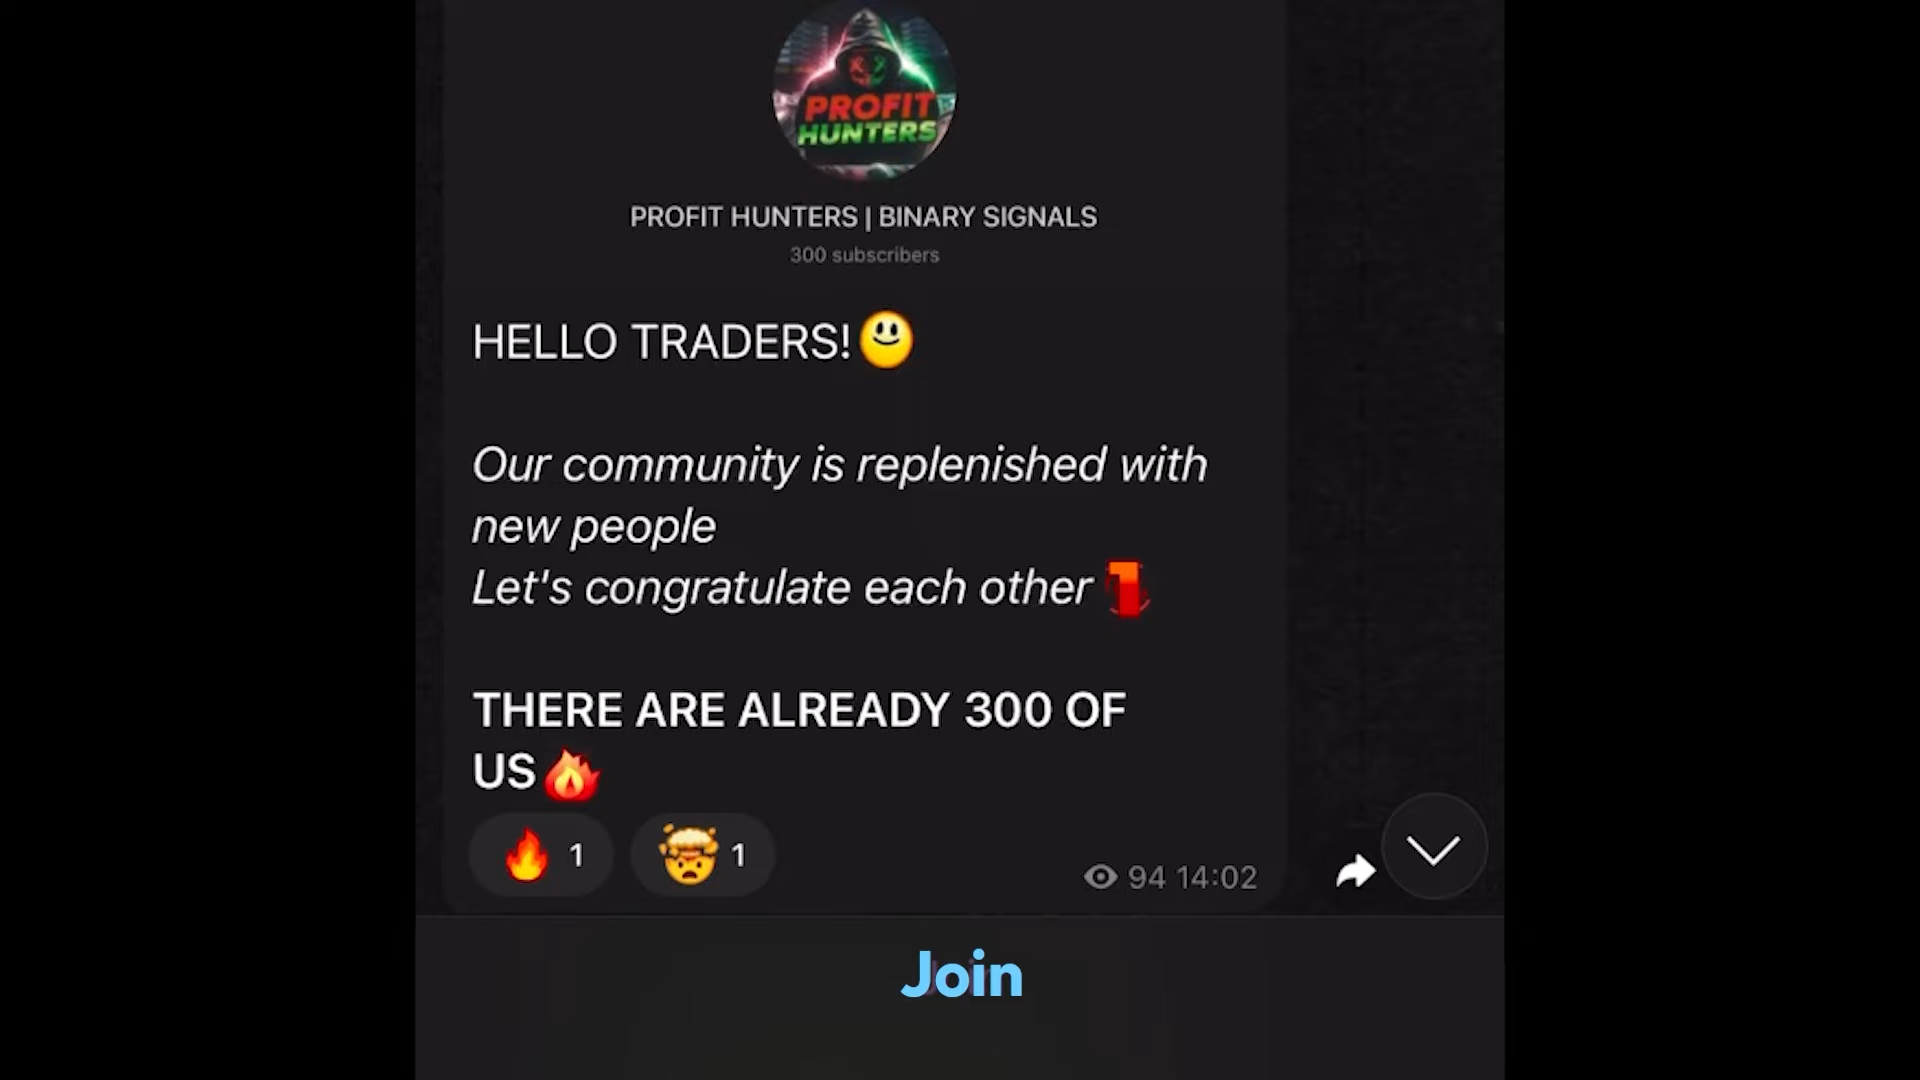 PROFIT
HUNTERS
PROFIT HUNTERS | BINARY SIGNALS
300 subscribers
HELLO TRADERS!😃
Our community is replenished with
new people
Let's congratulate each other
THERE ARE ALREADY 300 OF
US🔥
🔥 1 🤯 1
94 14:02
Join